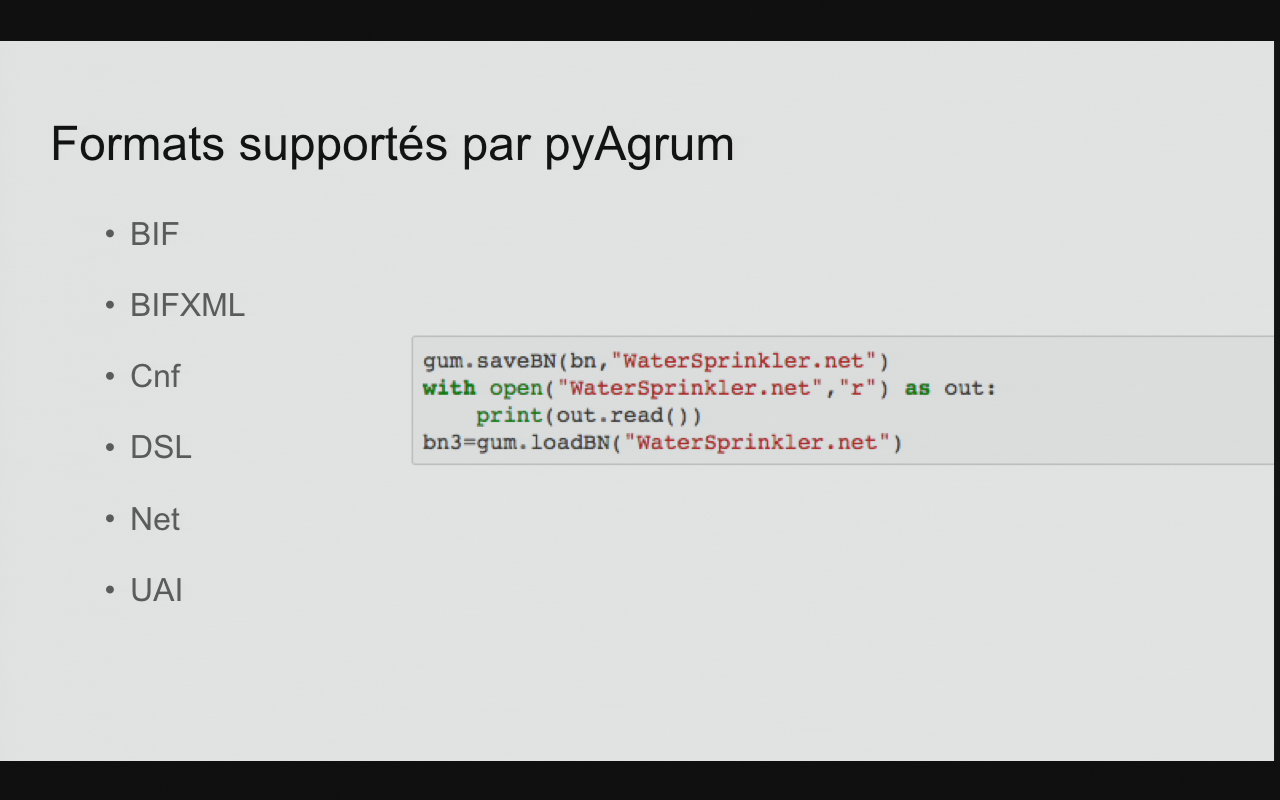 Formats supportés par pyAgrum
• BIF
• BIFXML
• Cnf
• DSL
• Net
• UAI
gum.saveBN(bn,"WaterSprinkler.net")
with open("WaterSprinkler.net","r") as out:
    print(out.read())
bn3=gum.loadBN("WaterSprinkler.net")